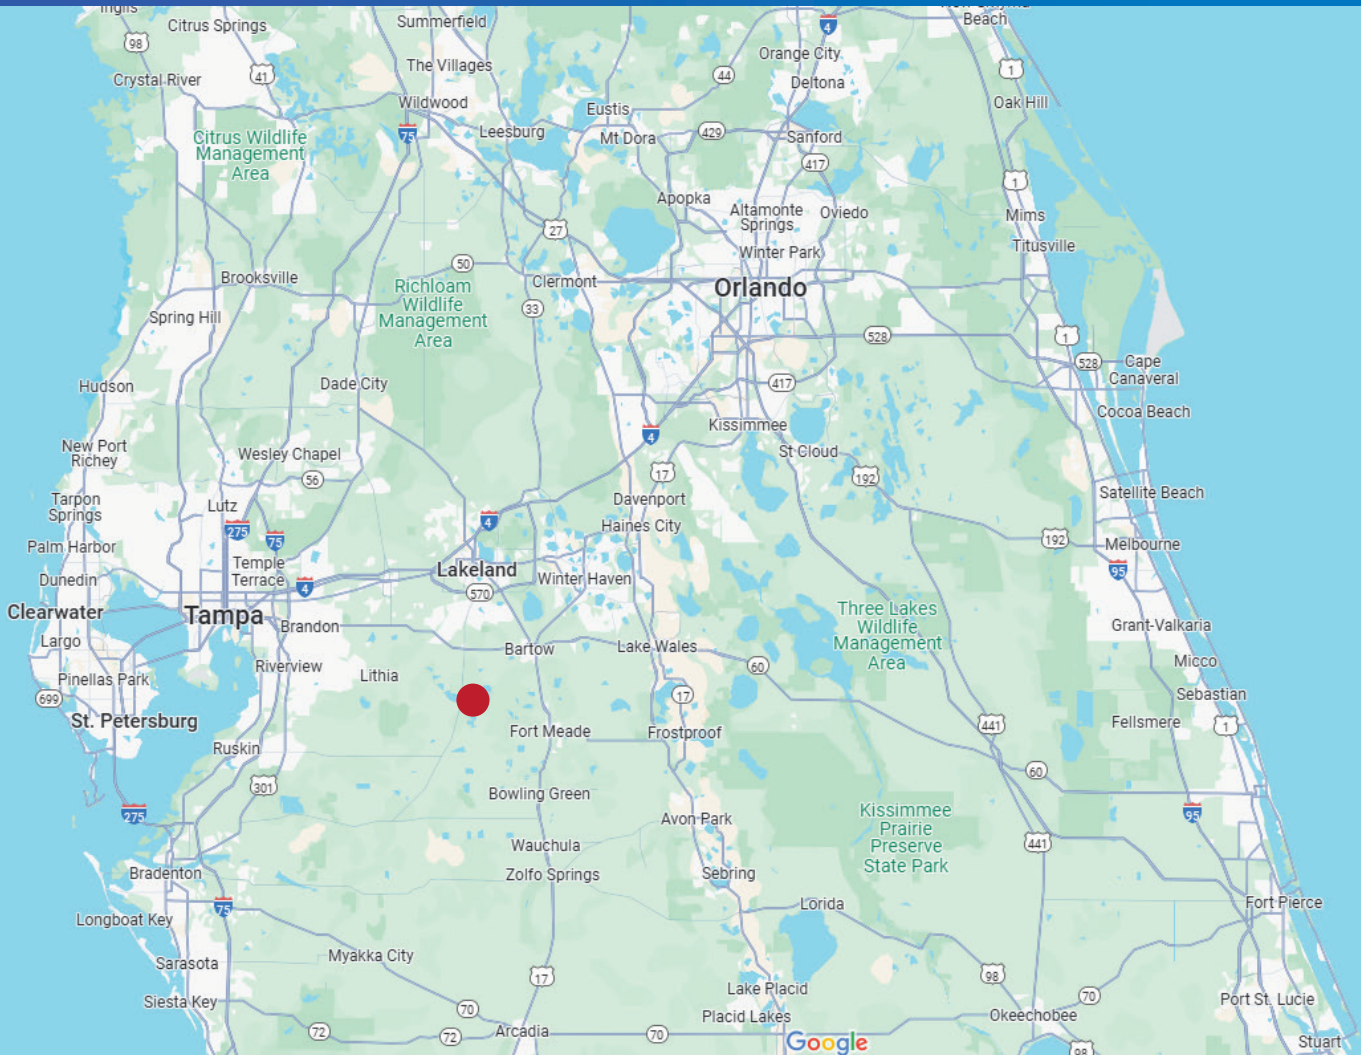 Inglis
Citrus Springs
Summerfield
4
Beach
98
Orange City
The Villages
Crystal River
41
44
Deltona
1
Wildwood
Eustis
Oak Hill
75
Leesburg
Mt Dora
429
Sanford
Citrus Wildlife
Management
Area
417
1
Apopka
Altamonte
Springs
Oviedo
Mims
27
Titusville
Winter Park
50
Brooksville
Clermont
Orlando
Richloam
Wildlife
Management
Area
33
Spring Hill
528
1
528
Cape
Canaveral
Hudson
Dade City
417
Cocoa Beach
4
Kissimmee
New Port
Richey
Wesley Chapel
St Cloud
56
17
192
Tarpon
Springs
Lutz
Davenport
Satellite Beach
275
75
4
Haines City
192
Palm Harbor
Melbourne
Temple
Terrace
Dunedin
4
Lakeland
Winter Haven
95
570
Clearwater
Tampa
Three Lakes
Wildlife
Management
Area
Brandon
Grant-Valkaria
Largo
Bartow
Lake Wales
Riverview
60
Micco
Pinellas Park
Lithia
699
17
Sebastian
St. Petersburg
441
Fellsmere
1
Fort Meade
Frostproof
Ruskin
60
301
Bowling Green
275
Avon Park
Kissimmee
Prairie
Preserve
State Park
95
441
Wauchula
Bradenton
Zolfo Springs
Sebring
75
Lorida
Fort Pierce
Longboat Key
Myakka City
Sarasota
17
98
Lake Placid
Siesta Key
70
70
Port St. Lucie
Placid Lakes
Okeechobee
72
72
Arcadia
70
Google
Stuart
98